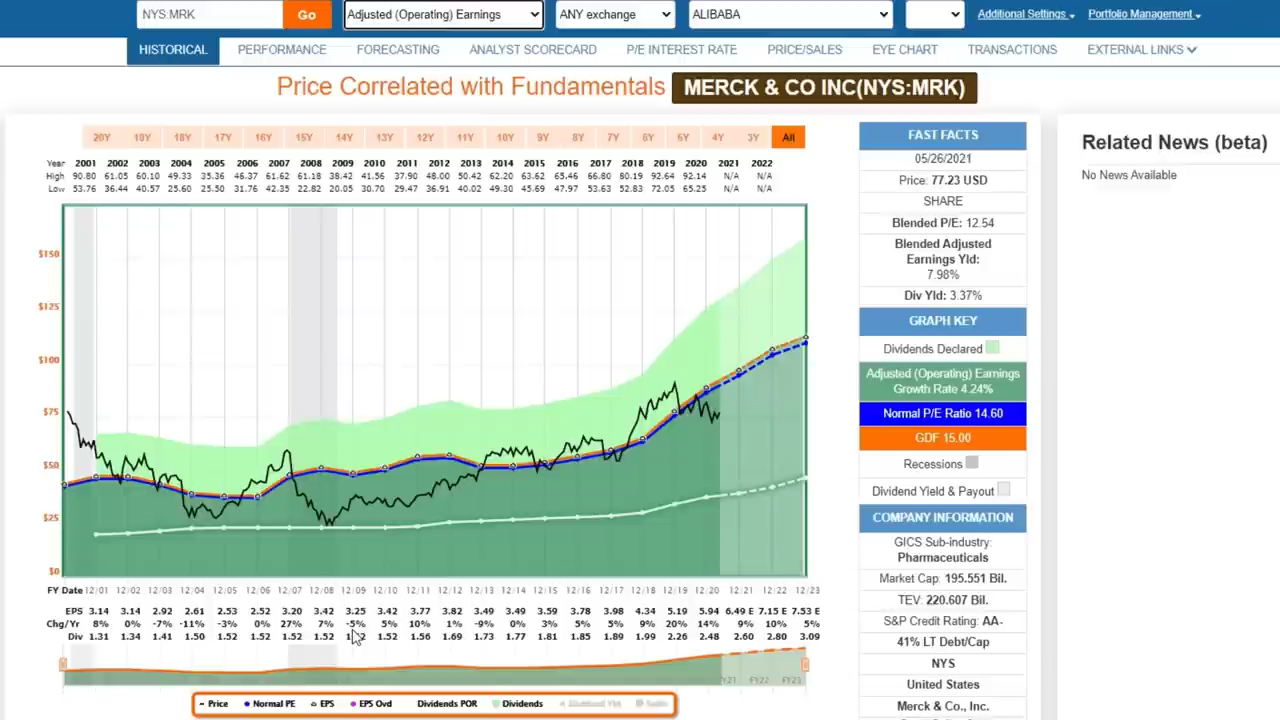 NYS:MRK Go Adjusted (Operating) Earnings ANY exchange ALIBABA Additional Settings Portfolio Management
HISTORICAL PERFORMANCE FORECASTING ANALYST SCORECARD P/E INTEREST RATE PRICE/SALES EYE CHART TRANSACTIONS EXTERNAL LINKS
Price Correlated with Fundamentals MERCK & CO INC(NYS:MRK)
20Y 19Y 18Y 17Y 16Y 15Y 14Y 13Y 12Y 11Y 10Y 9Y 8Y 7Y 6Y 5Y 4Y 3Y All
Year 2001 2002 2003 2004 2005 2006 2007 2008 2009 2010 2011 2012 2013 2014 2015 2016 2017 2018 2019 2020 2021 2022
High 90.80 61.05 60.10 49.33 35.36 46.37 61.62 61.18 38.42 41.56 37.90 48.00 50.42 62.20 63.62 65.46 66.80 80.19 92.64 92.14 N/A N/A
Low 53.76 36.44 40.57 25.60 25.50 31.76 42.35 22.82 20.05 30.70 29.47 36.91 40.02 49.30 45.69 47.97 53.63 52.83 72.05 65.25 N/A N/A
$150
$125
$100
$75
$50
$25
$0
FY Date 12/01 12/02 12/03 12/04 12/05 12/06 12/07 12/08 12/09 12/10 12/11 12/12 12/13 12/14 12/15 12/16 12/17 12/18 12/19 12/20 12/21 12/22 12/23
EPS 3.14 3.14 2.92 2.61 2.53 2.52 3.20 3.42 3.25 3.42 3.77 3.82 3.49 3.49 3.59 3.78 3.98 4.34 5.19 5.94 6.49 E 7.15 E 7.53 E
Chg/Yr 8% 0% -7% -11% -3% 0% 27% 7% -5% 5% 10% 1% -9% 0% 3% 5% 5% 9% 20% 14% 9% 10% 5%
Div 1.31 1.34 1.41 1.50 1.52 1.52 1.52 1.52 1.52 1.56 1.69 1.73 1.77 1.81 1.85 1.89 1.99 2.26 2.48 2.60 2.80 3.09
FY21 FY22 FY23
Price Normal PE EPS EPS Ovd Dividends POR Dividends Dividend Yld
FAST FACTS
05/26/2021
Price: 77.23 USD
SHARE
Blended P/E: 12.54
Blended Adjusted
Earnings Yld:
7.98%
Div Yld: 3.37%
GRAPH KEY
Dividends Declared
Adjusted (Operating) Earnings
Growth Rate 4.24%
Normal P/E Ratio 14.60
GDF 15.00
Recessions
Dividend Yield & Payout
COMPANY INFORMATION
GICS Sub-industry:
Pharmaceuticals
Market Cap: 195.551 Bil.
TEV: 220.607 Bil.
S&P Credit Rating: AA-
41% LT Debt/Cap
NYS
United States
Merck & Co., Inc.
Related News (beta)
No News Available